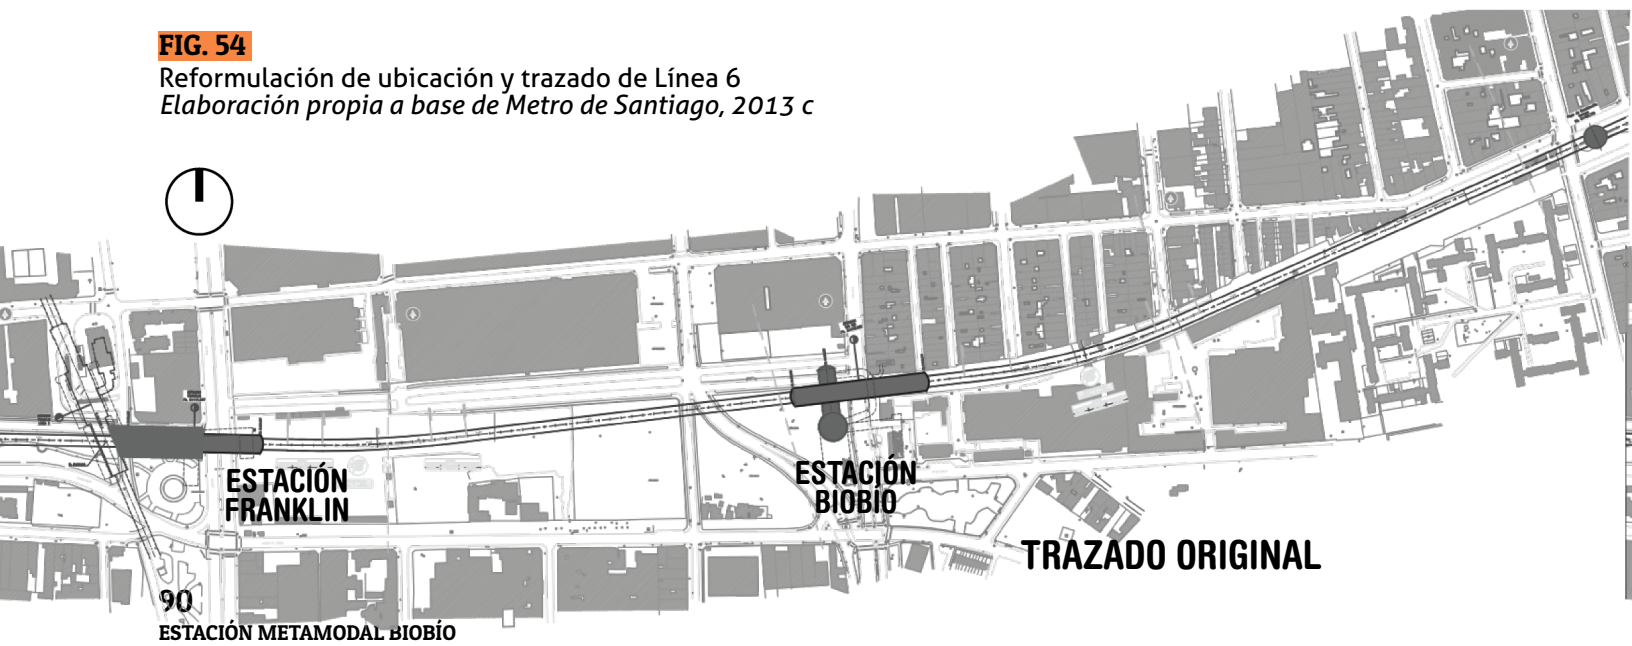 FIG. 54
Reformulación de ubicación y trazado de Línea 6
Elaboración propia a base de Metro de Santiago, 2013 c
ESTACIÓN
FRANKLIN
ESTACIÓN
BIOBÍO
TRAZADO ORIGINAL
90
ESTACIÓN METAMODAL BIOBÍO